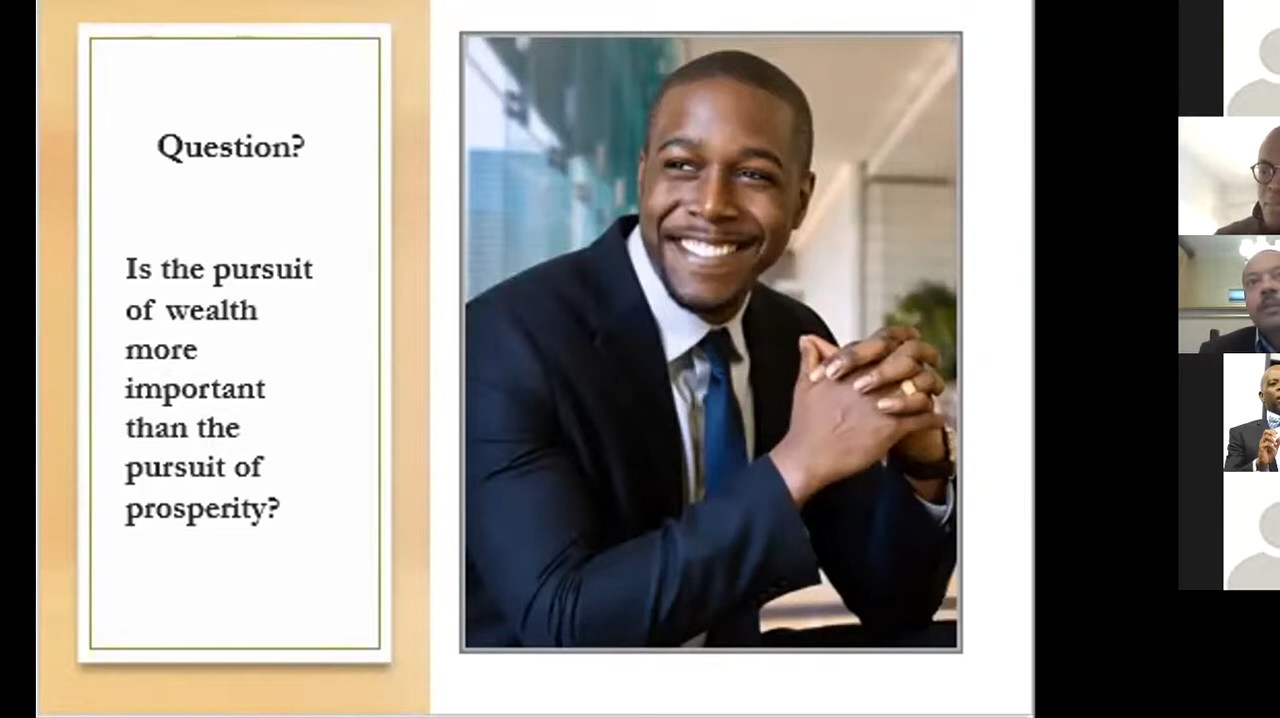 Question?
Is the pursuit
of wealth
more
important
than the
pursuit of
prosperity?